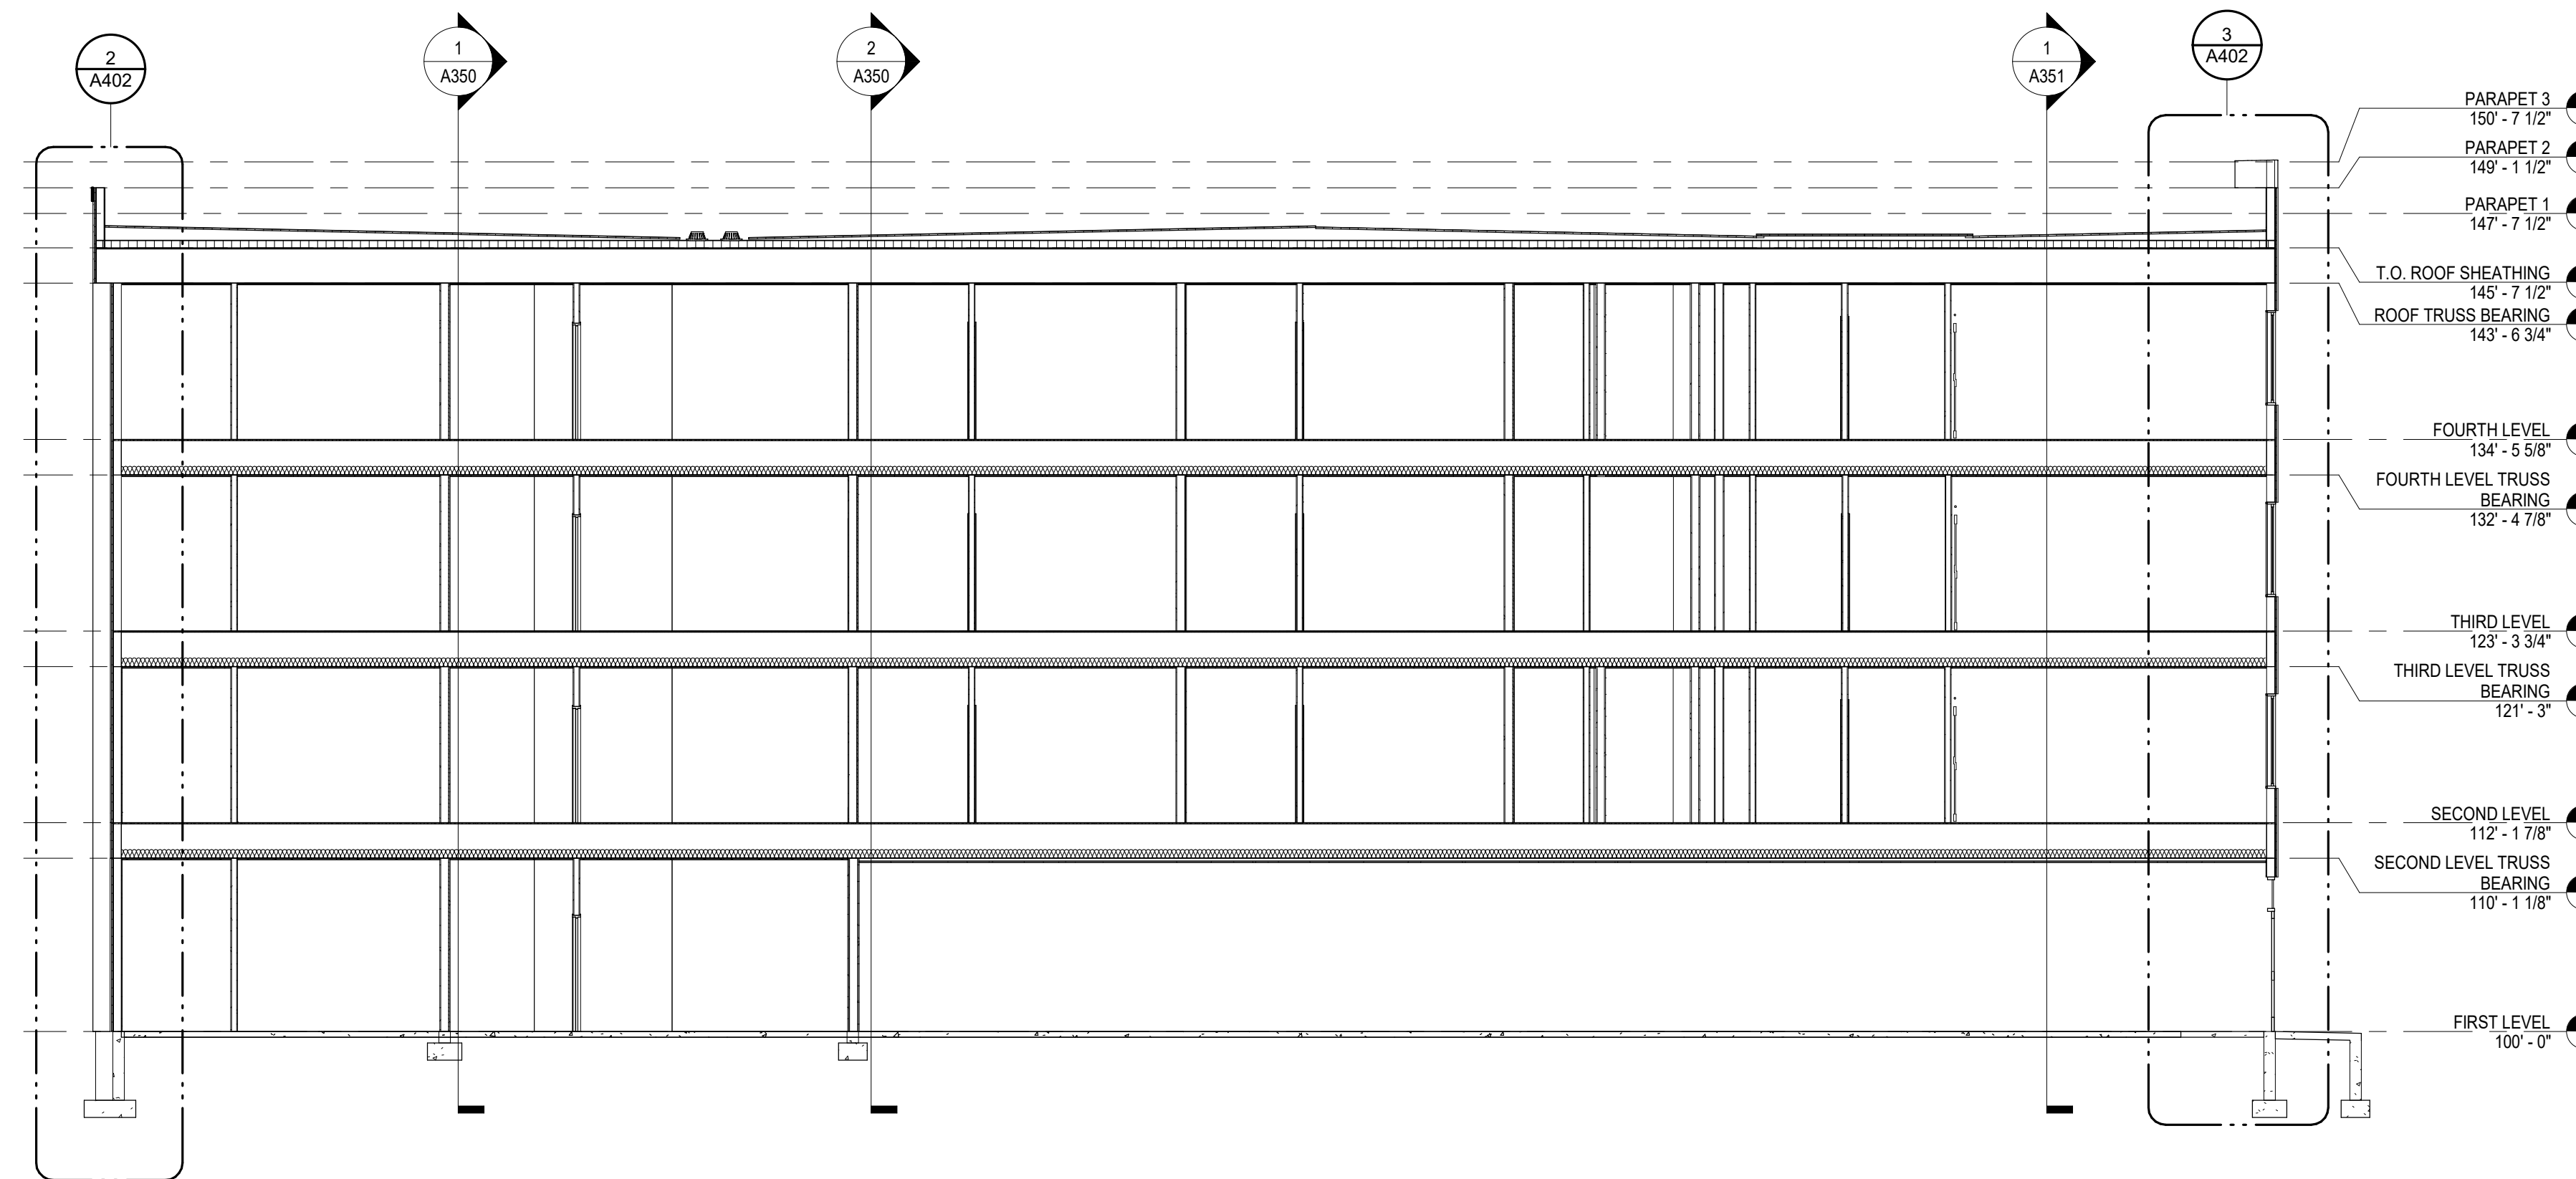 2
A402
1
A350
2
A350
1
A351
3
A402
PARAPET 3
150' - 7 1/2"
PARAPET 2
149' - 1 1/2"
PARAPET 1
147' - 7 1/2"
T.O. ROOF SHEATHING
145' - 7 1/2"
ROOF TRUSS BEARING
143' - 6 3/4"
FOURTH LEVEL
134' - 5 5/8"
FOURTH LEVEL TRUSS
BEARING
132' - 4 7/8"
THIRD LEVEL
123' - 3 3/4"
THIRD LEVEL TRUSS
BEARING
121' - 3"
SECOND LEVEL
112' - 1 7/8"
SECOND LEVEL TRUSS
BEARING
110' - 1 1/8"
FIRST LEVEL
100' - 0"